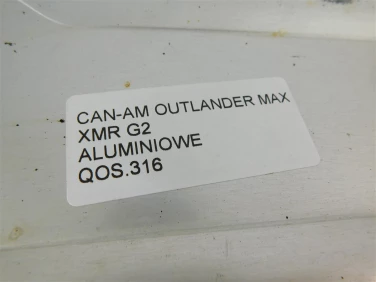 CAN-AM OUTLANDER MAX
XMR G2
ALUMINIOWE
QOS.316